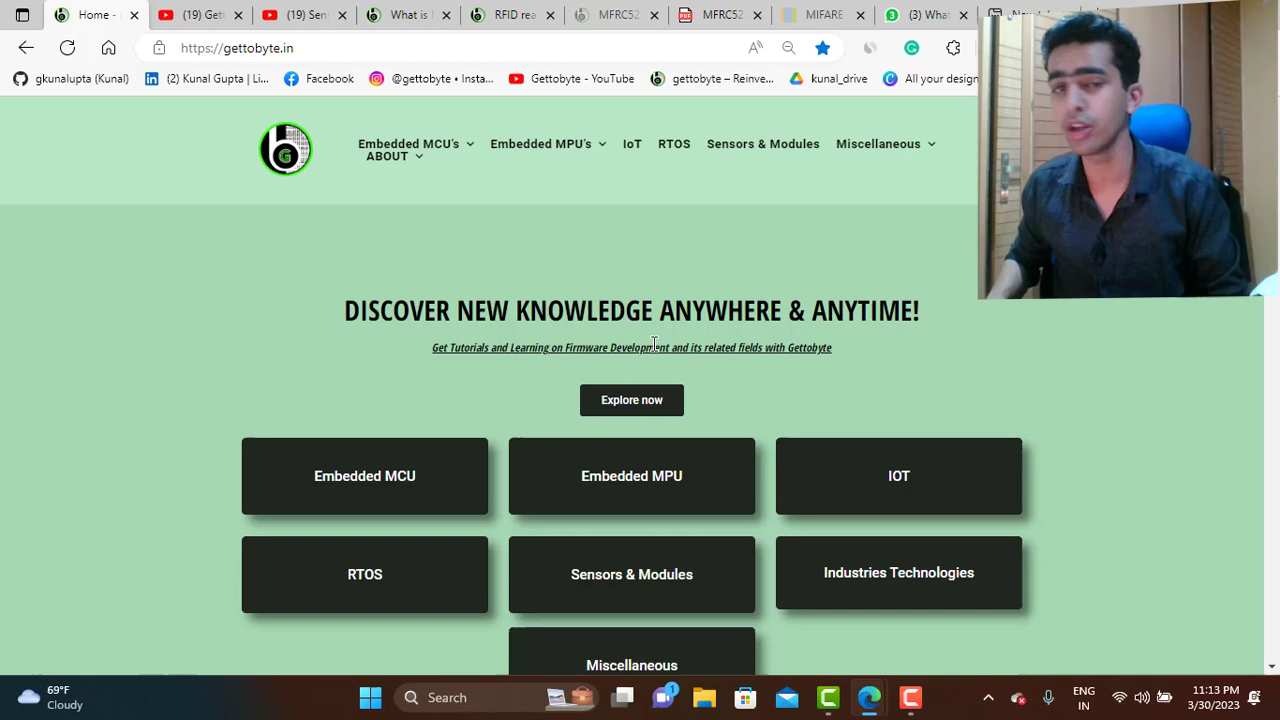 Home -
(19) Get
(19) Sen
What is
RFID rea
MFRC52
MFRC52
MIFARE
(3) What
https://gettobyte.in
gkunalupta (Kunal)
(2) Kunal Gupta | Li...
Facebook
@gettobyte • Insta...
Gettobyte - YouTube
gettobyte – Reinve...
kunal_drive
All your design
Embedded MCU's
Embedded MPU's
IoT
RTOS
Sensors & Modules
Miscellaneous
ABOUT
DISCOVER NEW KNOWLEDGE ANYWHERE & ANYTIME!
Get Tutorials and Learning on Firmware Development and its related fields with Gettobyte
Explore now
Embedded MCU
Embedded MPU
IOT
RTOS
Sensors & Modules
Industries Technologies
Miscellaneous
69°F
Cloudy
Search
1
ENG
IN
11:13 PM
3/30/2023